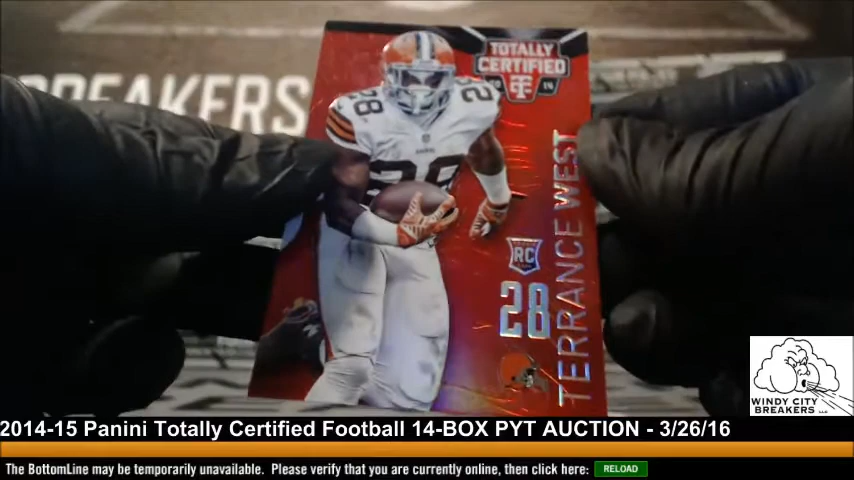 BREAKERS
TOTALLY
CERTIFIED
28
28
TERRANCE WEST
RC
28
WINDY CITY
BREAKERS LLC
2014-15 Panini Totally Certified Football 14-BOX PYT AUCTION - 3/26/16
The BottomLine may be temporarily unavailable. Please verify that you are currently online, then click here: RELOAD